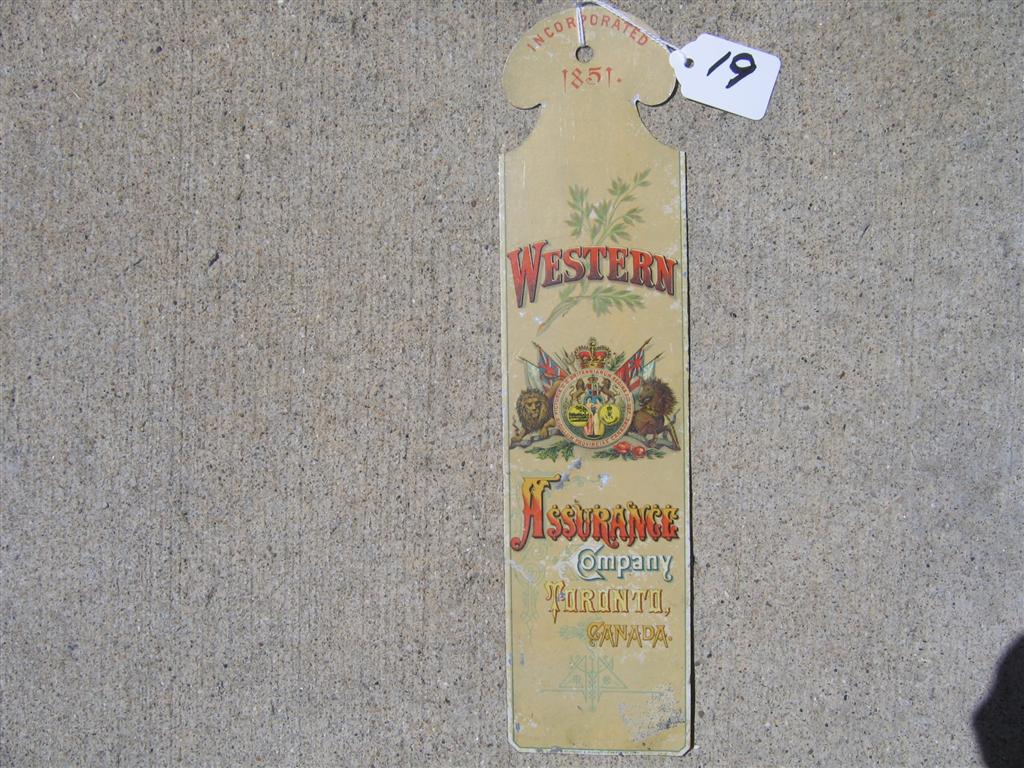 INCORPORATED
1851.
19
WESTERN
ASSURANCE
Company
TORONTO,
CANADA.